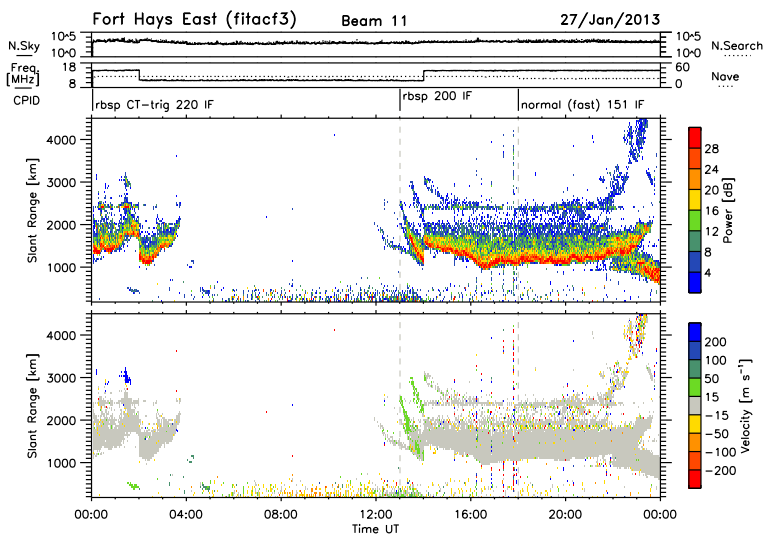 Fort Hays East (fitacf3) Beam 11 27/Jan/2013
N.Sky 10^5 10^0 10^5 10^0 N.Search
Freq. [MHz] 18 8 60 0 Nave
CPID rbsp CT-trig 220 IF rbsp 200 IF normal (fast) 151 IF
Slant Range [km]
4000
3000
2000
1000
28
24
20
16
12
8
4
Power [dB]
Slant Range [km]
4000
3000
2000
1000
200
100
50
15
-15
-50
-100
-200
Velocity [m s⁻¹]
00:00 04:00 08:00 12:00 16:00 20:00 00:00
Time UT